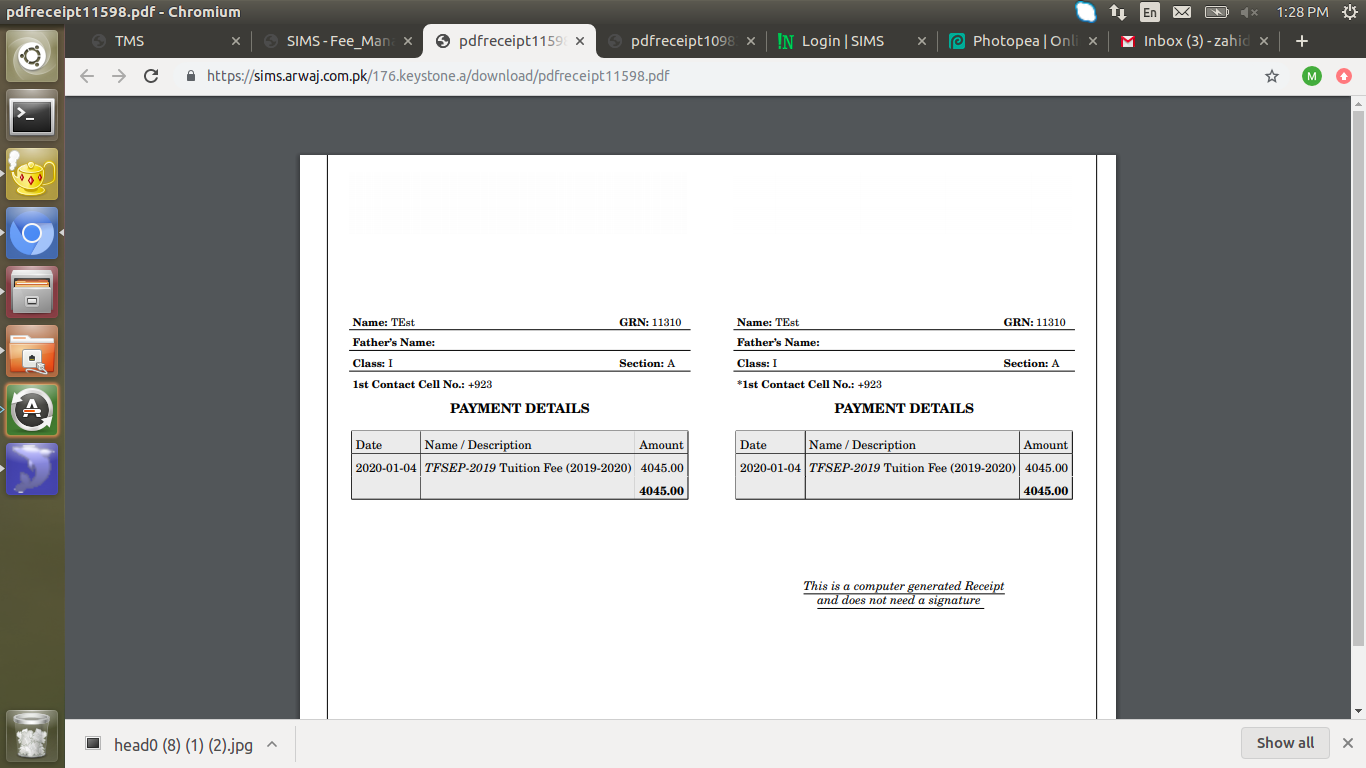 pdfreceipt11598.pdf - Chromium
En
1:28 PM
TMS
SIMS - Fee_Man
pdfreceipt1159
pdfreceipt1098
!N Login | SIMS
Photopea | Onl
Inbox (3) - zahid
https://sims.arwaj.com.pk/176.keystone.a/download/pdfreceipt11598.pdf
M
Name: TEst GRN: 11310
Father's Name:
Class: I Section: A
1st Contact Cell No.: +923
PAYMENT DETAILS
Date Name / Description Amount
2020-01-04 TFSEP-2019 Tuition Fee (2019-2020) 4045.00
4045.00
Name: TEst GRN: 11310
Father's Name:
Class: I Section: A
*1st Contact Cell No.: +923
PAYMENT DETAILS
Date Name / Description Amount
2020-01-04 TFSEP-2019 Tuition Fee (2019-2020) 4045.00
4045.00
This is a computer generated Receipt
and does not need a signature
head0 (8) (1) (2).jpg
Show all